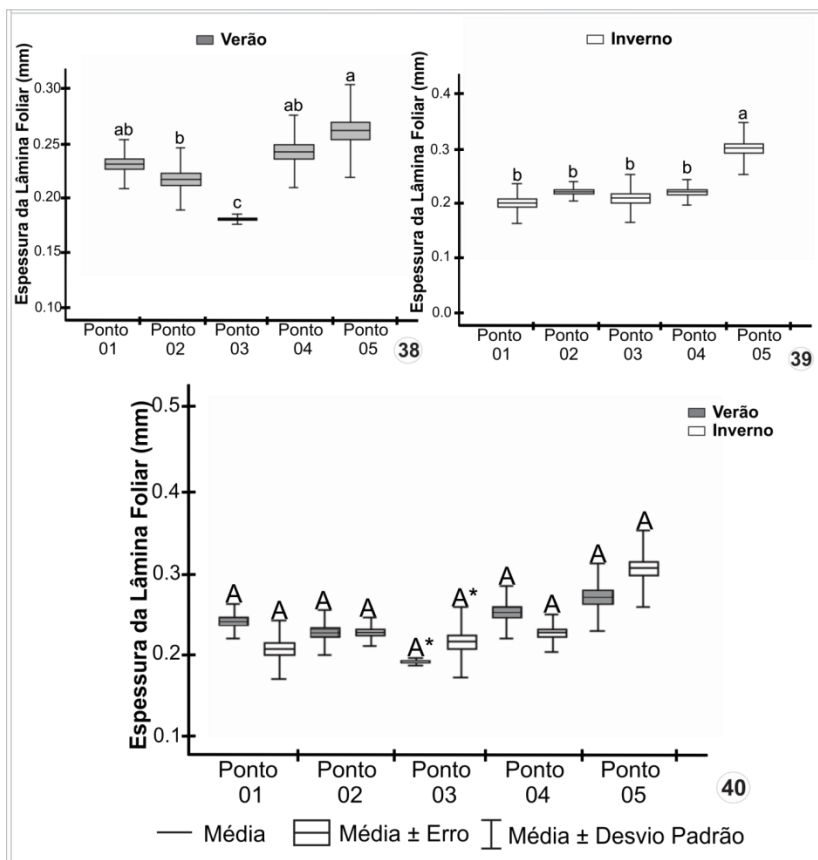 Verão
Espessura da Lâmina Foliar (mm)
0.30
0.25
0.20
0.15
0.10
ab
b
c
ab
a
Ponto 01
Ponto 02
Ponto 03
Ponto 04
Ponto 05
38
Inverno
Espessura da Lâmina Foliar (mm)
0.4
0.3
0.2
0.1
0.0
b
b
b
b
a
Ponto 01
Ponto 02
Ponto 03
Ponto 04
Ponto 05
39
Espessura da Lâmina Foliar (mm)
0.5
0.4
0.3
0.2
0.1
Verão
Inverno
A
A
A
A
A*
A*
A
A
A
A
Ponto 01
Ponto 02
Ponto 03
Ponto 04
Ponto 05
40
Média
Média ± Erro
Média ± Desvio Padrão